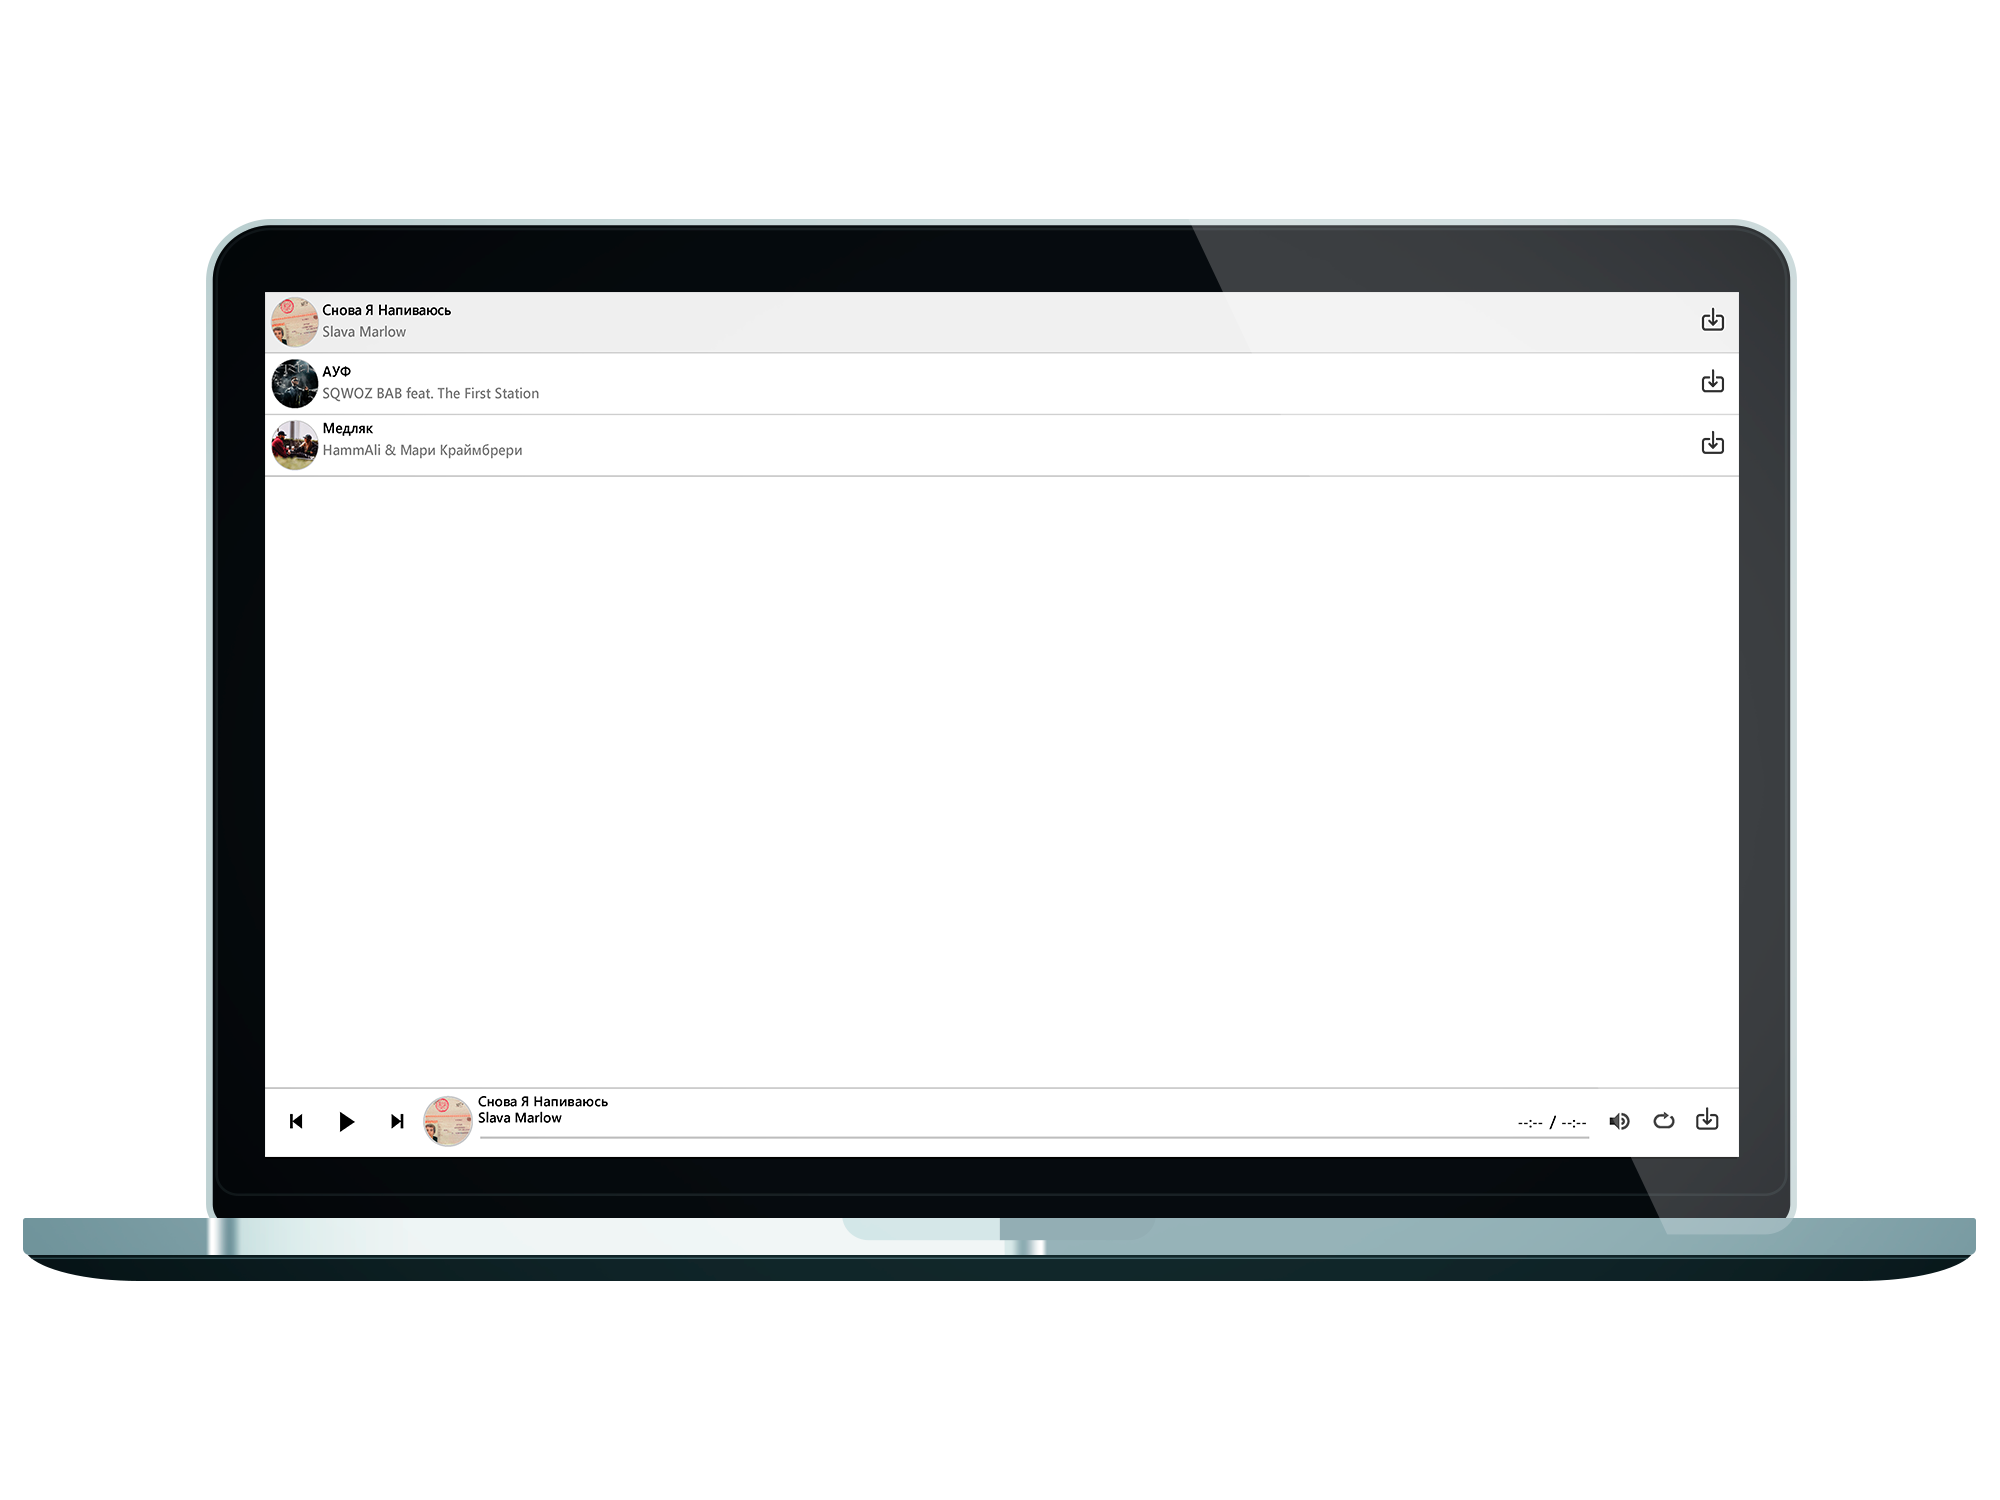 Снова Я Напиваюсь
Slava Marlow
АУФ
SQWOZ BAB feat. The First Station
Медляк
HammAli & Мари Краймбрери
Снова Я Напиваюсь
Slava Marlow
--:-- / --:--